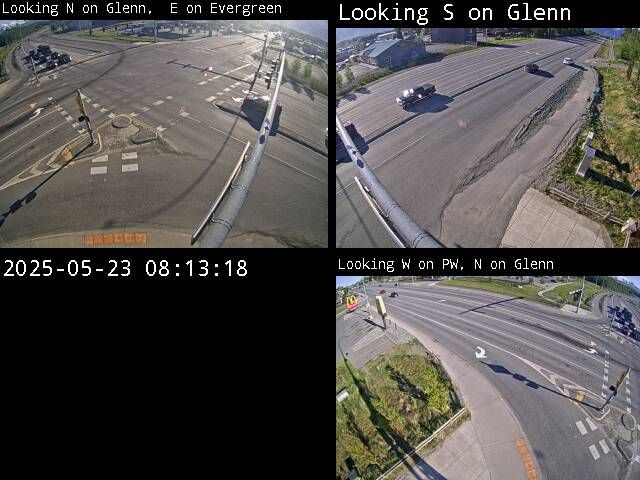 Looking N on Glenn,  E on Evergreen
Looking S on Glenn
2025-05-23 08:13:18
Looking W on PW, N on Glenn